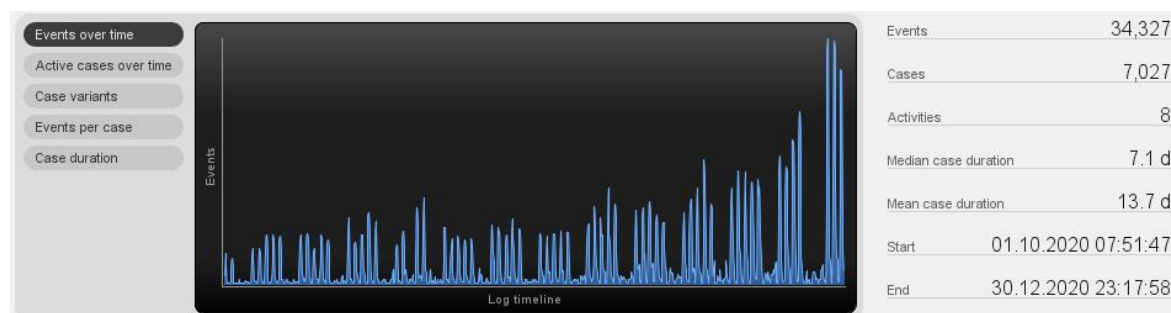 Events over time
Active cases over time
Case variants
Events per case
Case duration
Events
Log timeline
Events 34,327
Cases 7,027
Activities 8
Median case duration 7.1 d
Mean case duration 13.7 d
Start 01.10.2020 07:51:47
End 30.12.2020 23:17:58